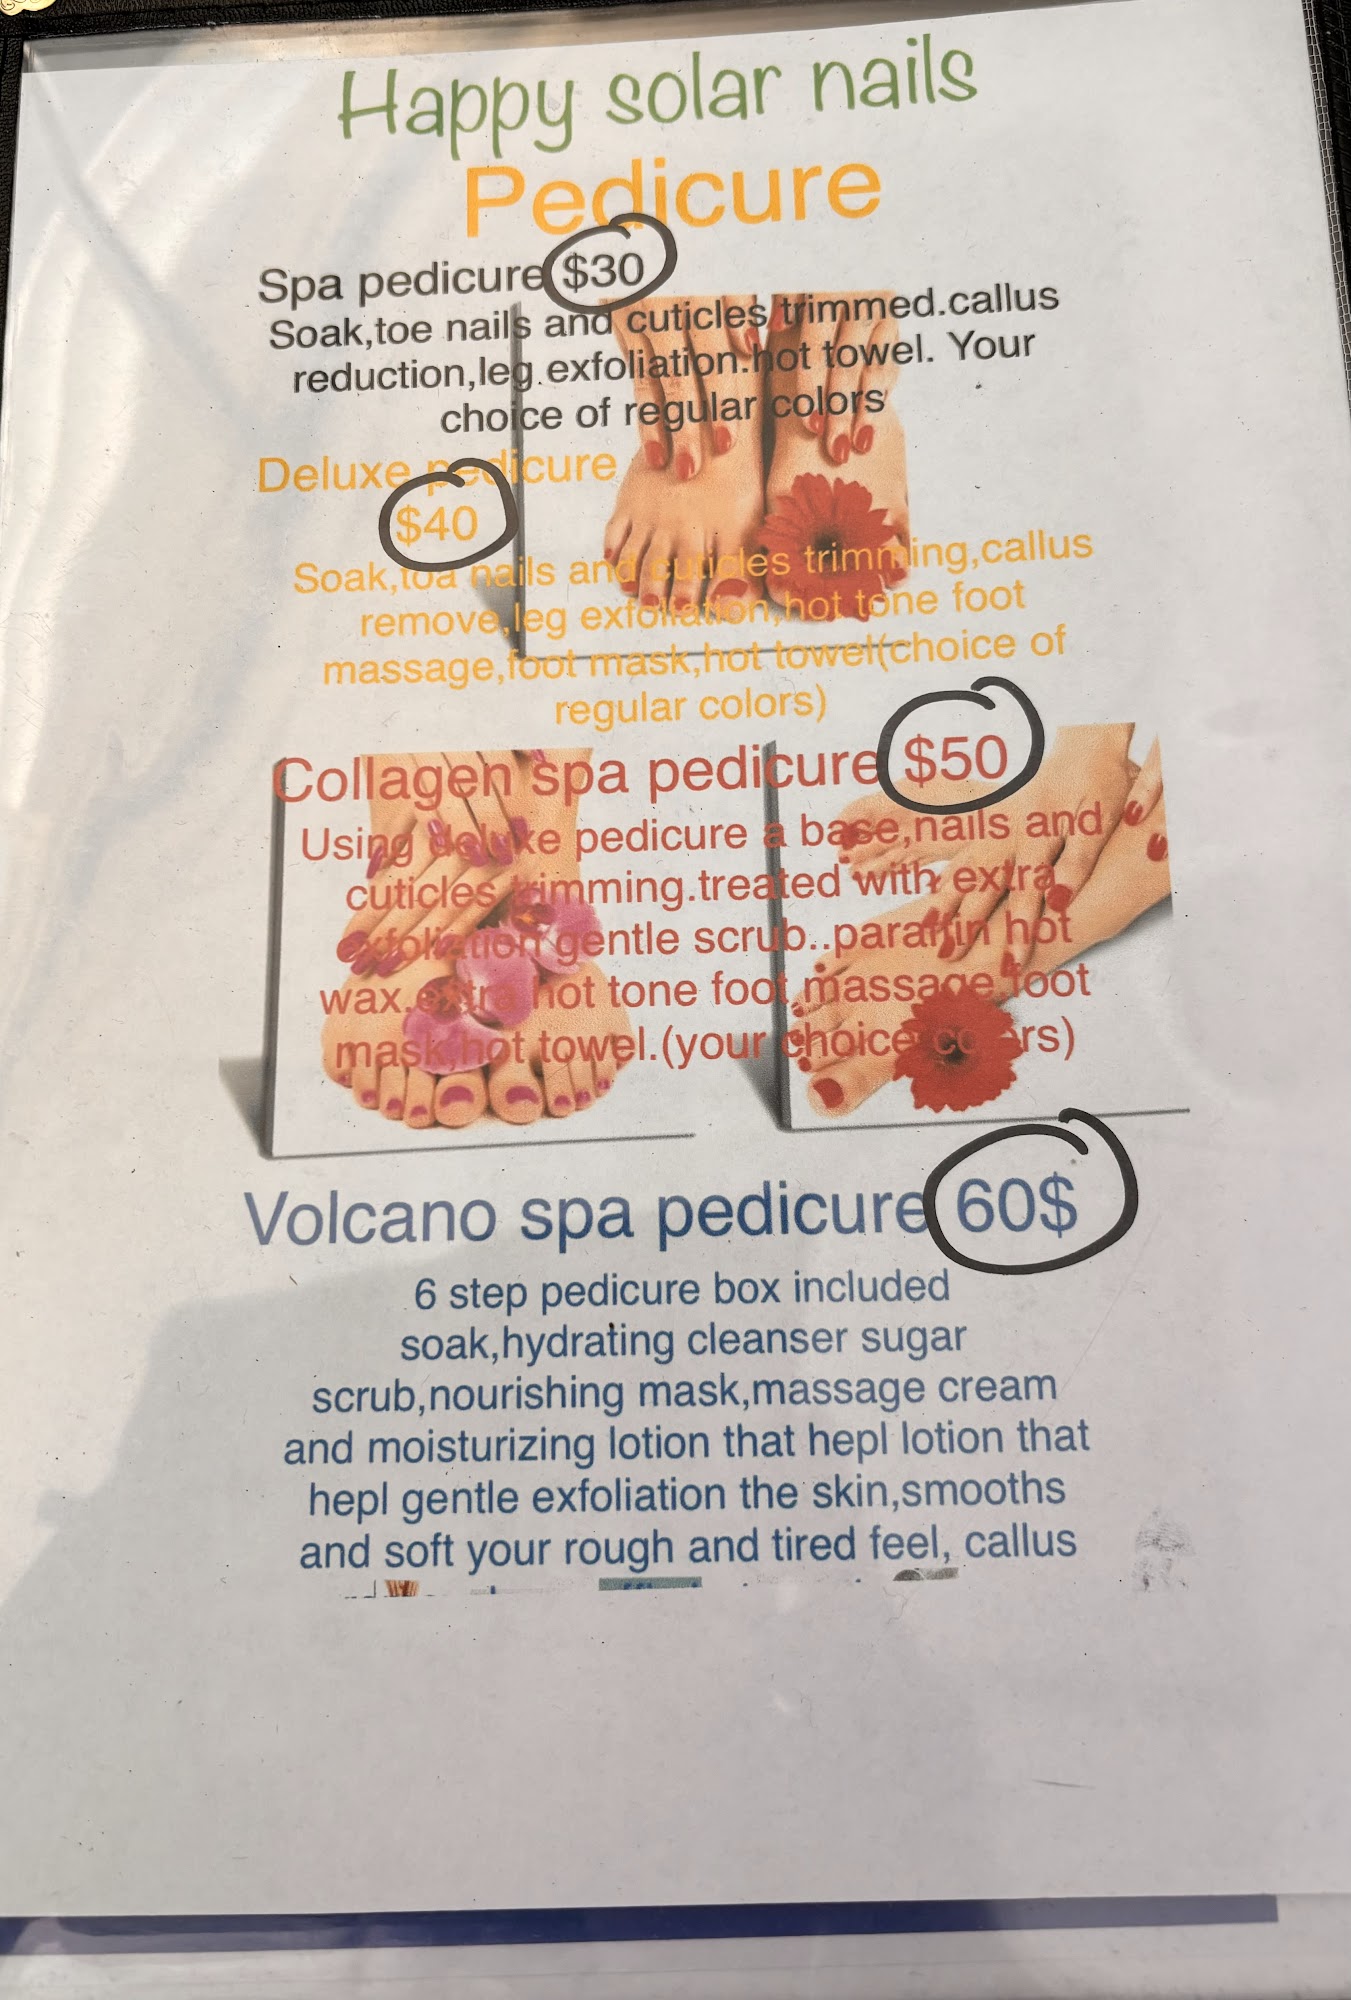 Happy solar nails
Pedicure
Spa pedicure $30
Soak,toe nails and cuticles trimmed.callus
reduction,leg.exfoliation.hot towel. Your
choice of regular colors
Deluxe pedicure
$40
Soak,toa nails and cuticles trimming,callus
remove,leg exfoliation,hot tone foot
massage,foot mask,hot towel(choice of
regular colors)
Collagen spa pedicure $50
Using deluxe pedicure a base,nails and
cuticles trimming.treated with extra
exfoliation gentle scrub..paraffin hot
wax.extra hot tone foot massage foot
mask,hot towel.(your choice colors)
Volcano spa pedicure 60$
6 step pedicure box included
soak,hydrating cleanser sugar
scrub,nourishing mask,massage cream
and moisturizing lotion that hepl lotion that
hepl gentle exfoliation the skin,smooths
and soft your rough and tired feel, callus